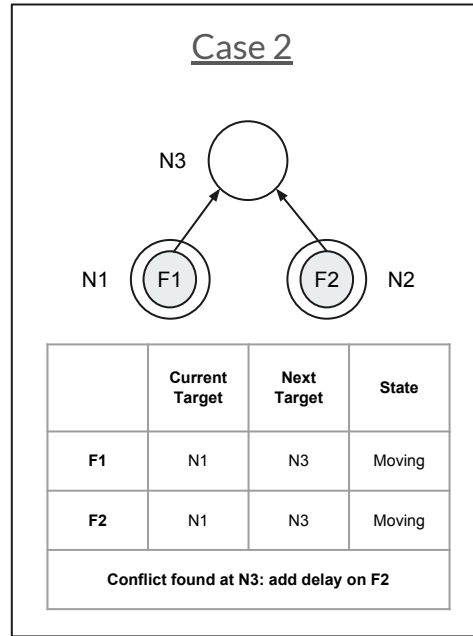 Case 2
N3
N1 F1 F2 N2
Current Target Next Target State
F1 N1 N3 Moving
F2 N1 N3 Moving
Conflict found at N3: add delay on F2